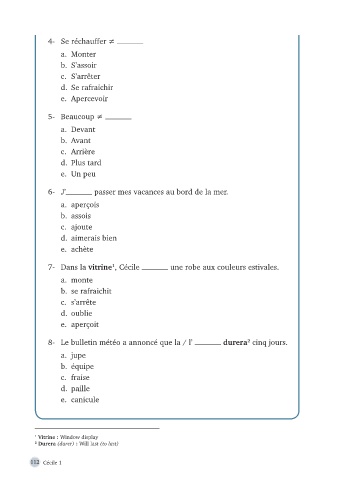 4- Se réchauffer ≠ ______
a. Monter
b. S'assoir
c. S'arrêter
d. Se rafraichir
e. Apercevoir
5- Beaucoup ≠ ______
a. Devant
b. Avant
c. Arrière
d. Plus tard
e. Un peu
6- J'______ passer mes vacances au bord de la mer.
a. aperçois
b. assois
c. ajoute
d. aimerais bien
e. achète
7- Dans la vitrine¹, Cécile ______ une robe aux couleurs estivales.
a. monte
b. se rafraichit
c. s'arrête
d. oublie
e. aperçoit
8- Le bulletin météo a annoncé que la / l' ______ durera² cinq jours.
a. jupe
b. équipe
c. fraise
d. paille
e. canicule
¹ Vitrine : Window display
² Durera (durer) : Will last (to last)
112 Cécile 1